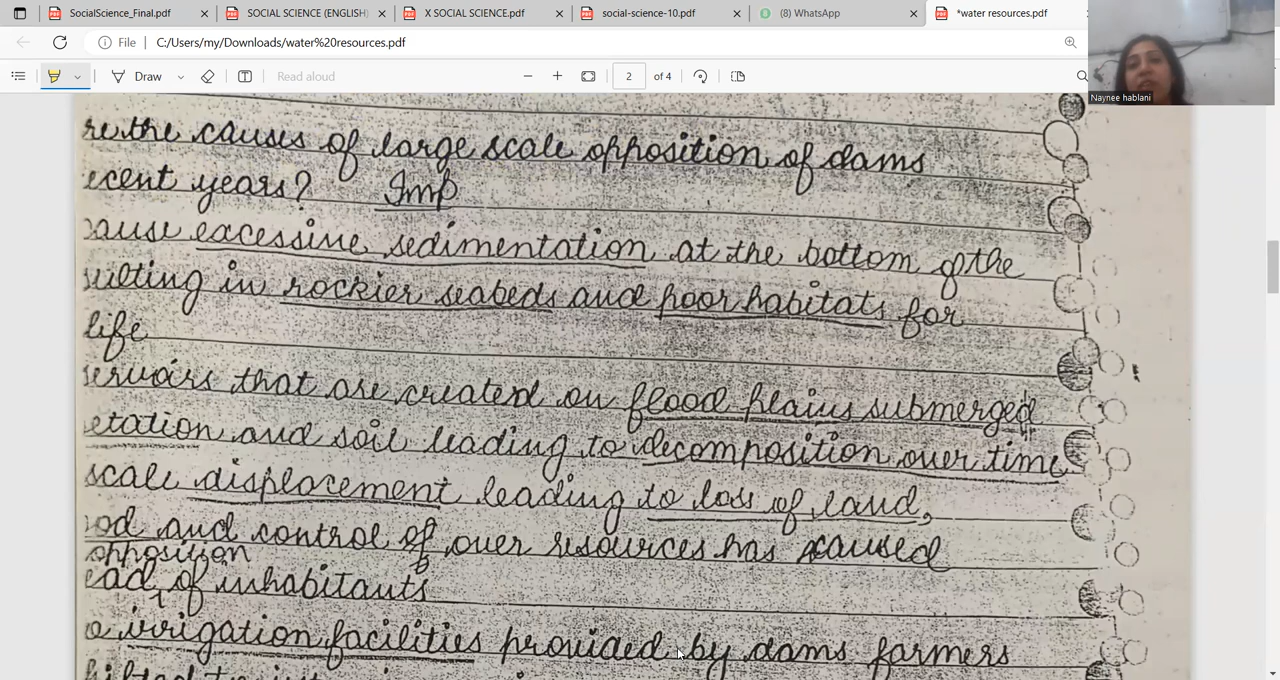 SocialScience_Final.pdf
SOCIAL SCIENCE (ENGLISH)
X SOCIAL SCIENCE.pdf
social-science-10.pdf
(8) WhatsApp
*water resources.pdf
File C:/Users/my/Downloads/water%20resources.pdf
Draw
Read aloud
2 of 4
Naynee hablani
re the causes of large scale opposition of dams
ecent years? Imp
ause excessive sedimentation at the bottom of the
sulting in rockier seabeds and poor habitats for
life
servoirs that are created on flood plains submerged
etation and soil leading to decomposition over time
scale displacement leading to loss of land,
ood and control of over resources has caused
opposition
ead of inhabitants
o irrigation facilities provided by dams farmers